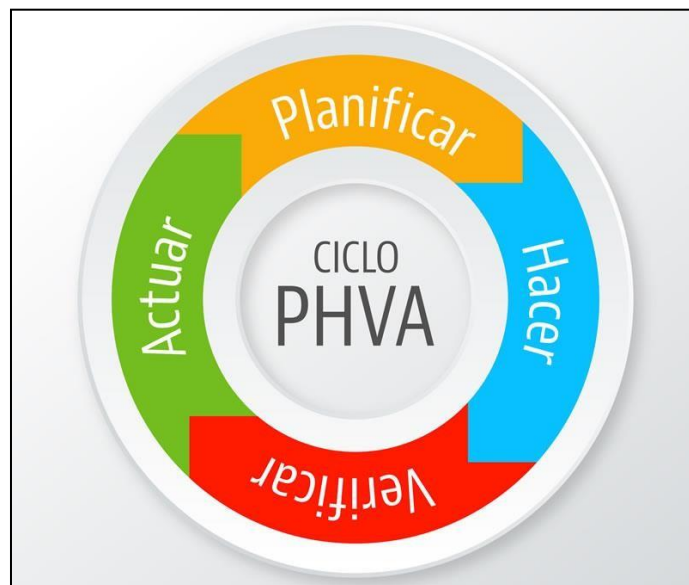 Planificar
Hacer
Verificar
Actuar
CICLO
PHVA